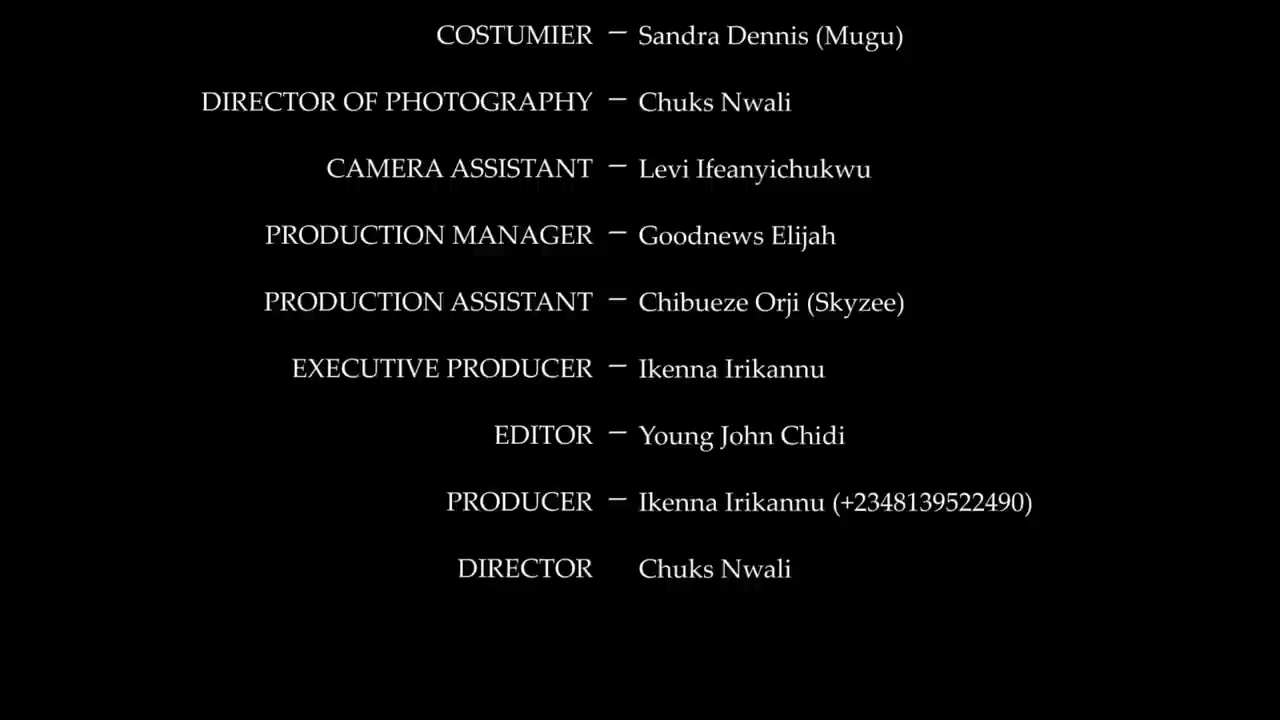 COSTUMIER – Sandra Dennis (Mugu)
DIRECTOR OF PHOTOGRAPHY – Chuks Nwali
CAMERA ASSISTANT – Levi Ifeanyichukwu
PRODUCTION MANAGER – Goodnews Elijah
PRODUCTION ASSISTANT – Chibueze Orji (Skyzee)
EXECUTIVE PRODUCER – Ikenna Irikannu
EDITOR – Young John Chidi
PRODUCER – Ikenna Irikannu (+2348139522490)
DIRECTOR Chuks Nwali